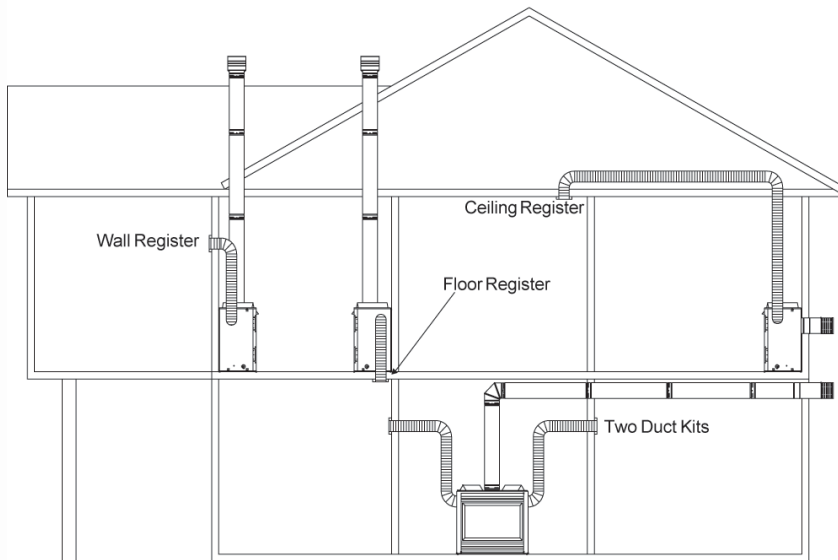 Ceiling Register
Wall Register
Floor Register
Two Duct Kits